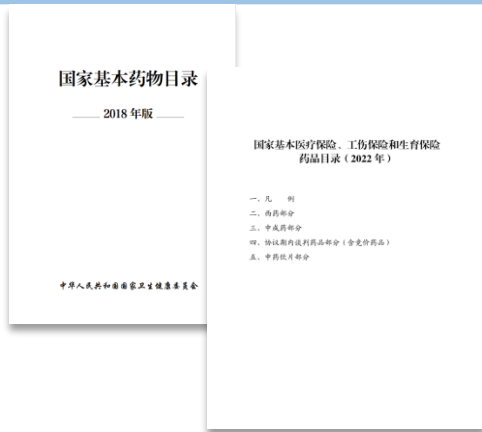 国家基本药物目录
2018 年版
中华人民共和国国家卫生健康委员会
国家基本医疗保险、工伤保险和生育保险
药品目录（2022 年）
一、凡 例
二、西药部分
三、中成药部分
四、协议期内谈判药品部分（含竞价药品）
五、中药饮片部分